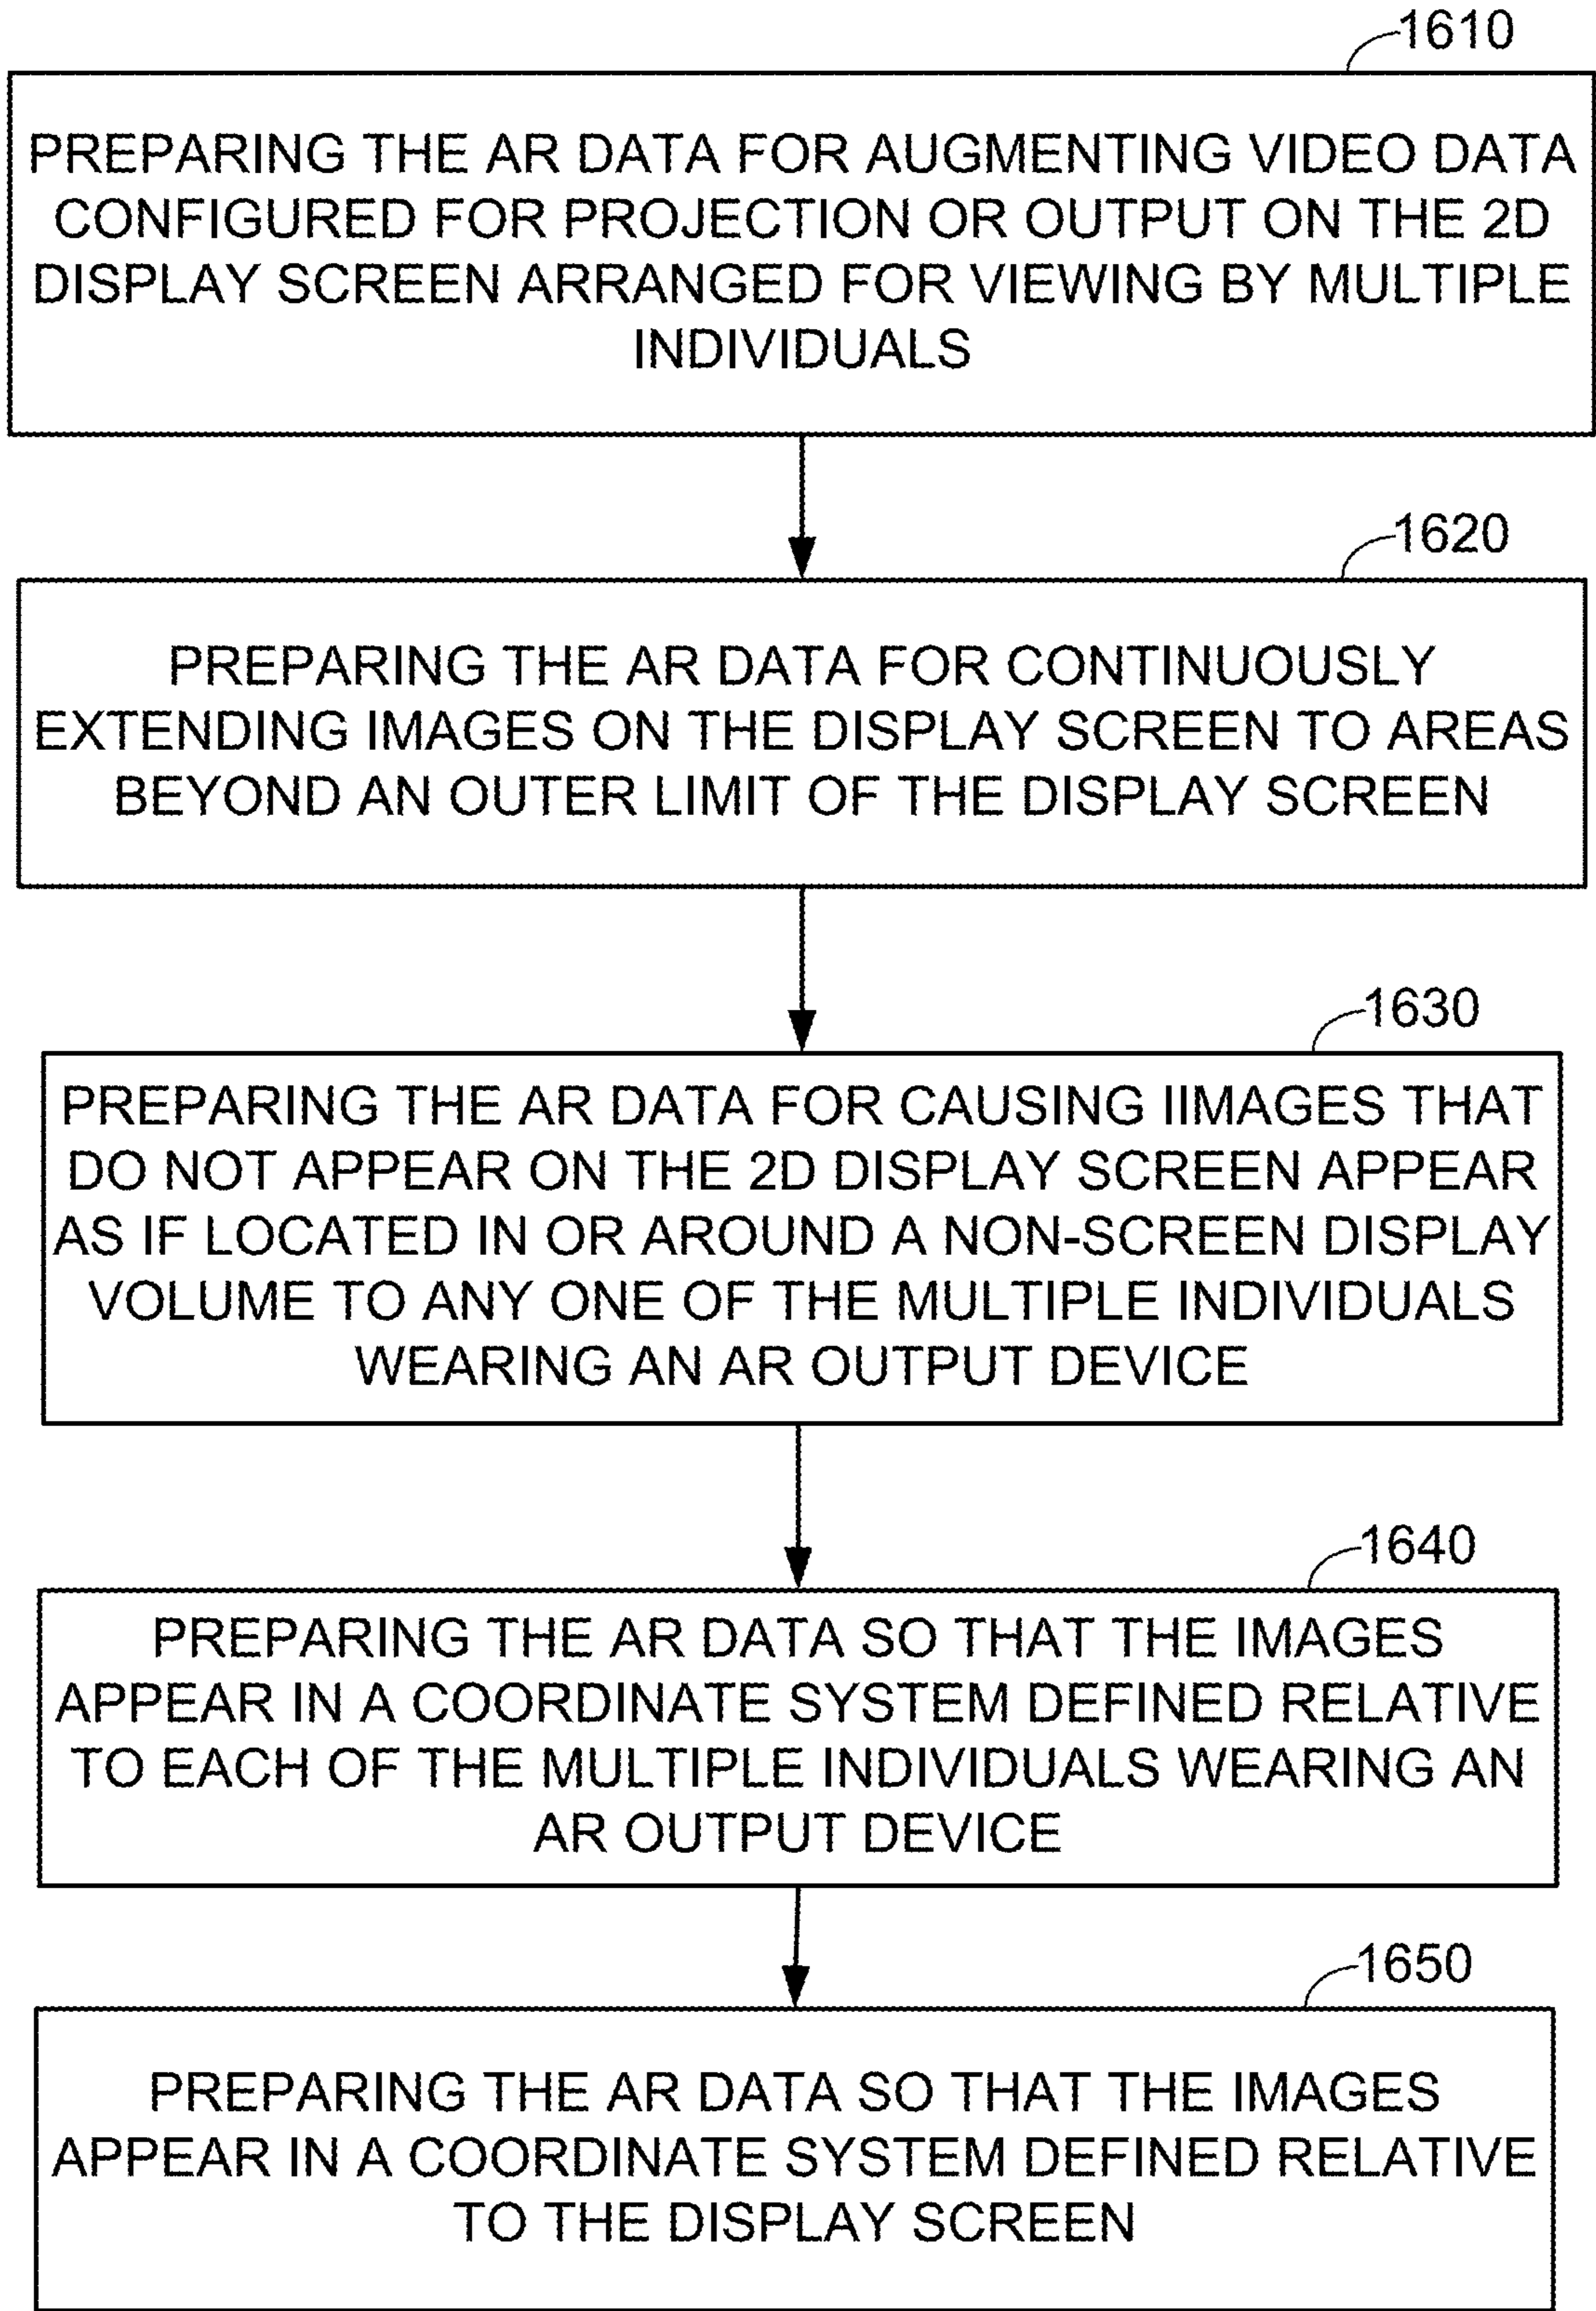 1610
PREPARING THE AR DATA FOR AUGMENTING VIDEO DATA
CONFIGURED FOR PROJECTION OR OUTPUT ON THE 2D
DISPLAY SCREEN ARRANGED FOR VIEWING BY MULTIPLE
INDIVIDUALS
1620
PREPARING THE AR DATA FOR CONTINUOUSLY
EXTENDING IMAGES ON THE DISPLAY SCREEN TO AREAS
BEYOND AN OUTER LIMIT OF THE DISPLAY SCREEN
1630
PREPARING THE AR DATA FOR CAUSING IIMAGES THAT
DO NOT APPEAR ON THE 2D DISPLAY SCREEN APPEAR
AS IF LOCATED IN OR AROUND A NON-SCREEN DISPLAY
VOLUME TO ANY ONE OF THE MULTIPLE INDIVIDUALS
WEARING AN AR OUTPUT DEVICE
1640
PREPARING THE AR DATA SO THAT THE IMAGES
APPEAR IN A COORDINATE SYSTEM DEFINED RELATIVE
TO EACH OF THE MULTIPLE INDIVIDUALS WEARING AN
AR OUTPUT DEVICE
1650
PREPARING THE AR DATA SO THAT THE IMAGES
APPEAR IN A COORDINATE SYSTEM DEFINED RELATIVE
TO THE DISPLAY SCREEN